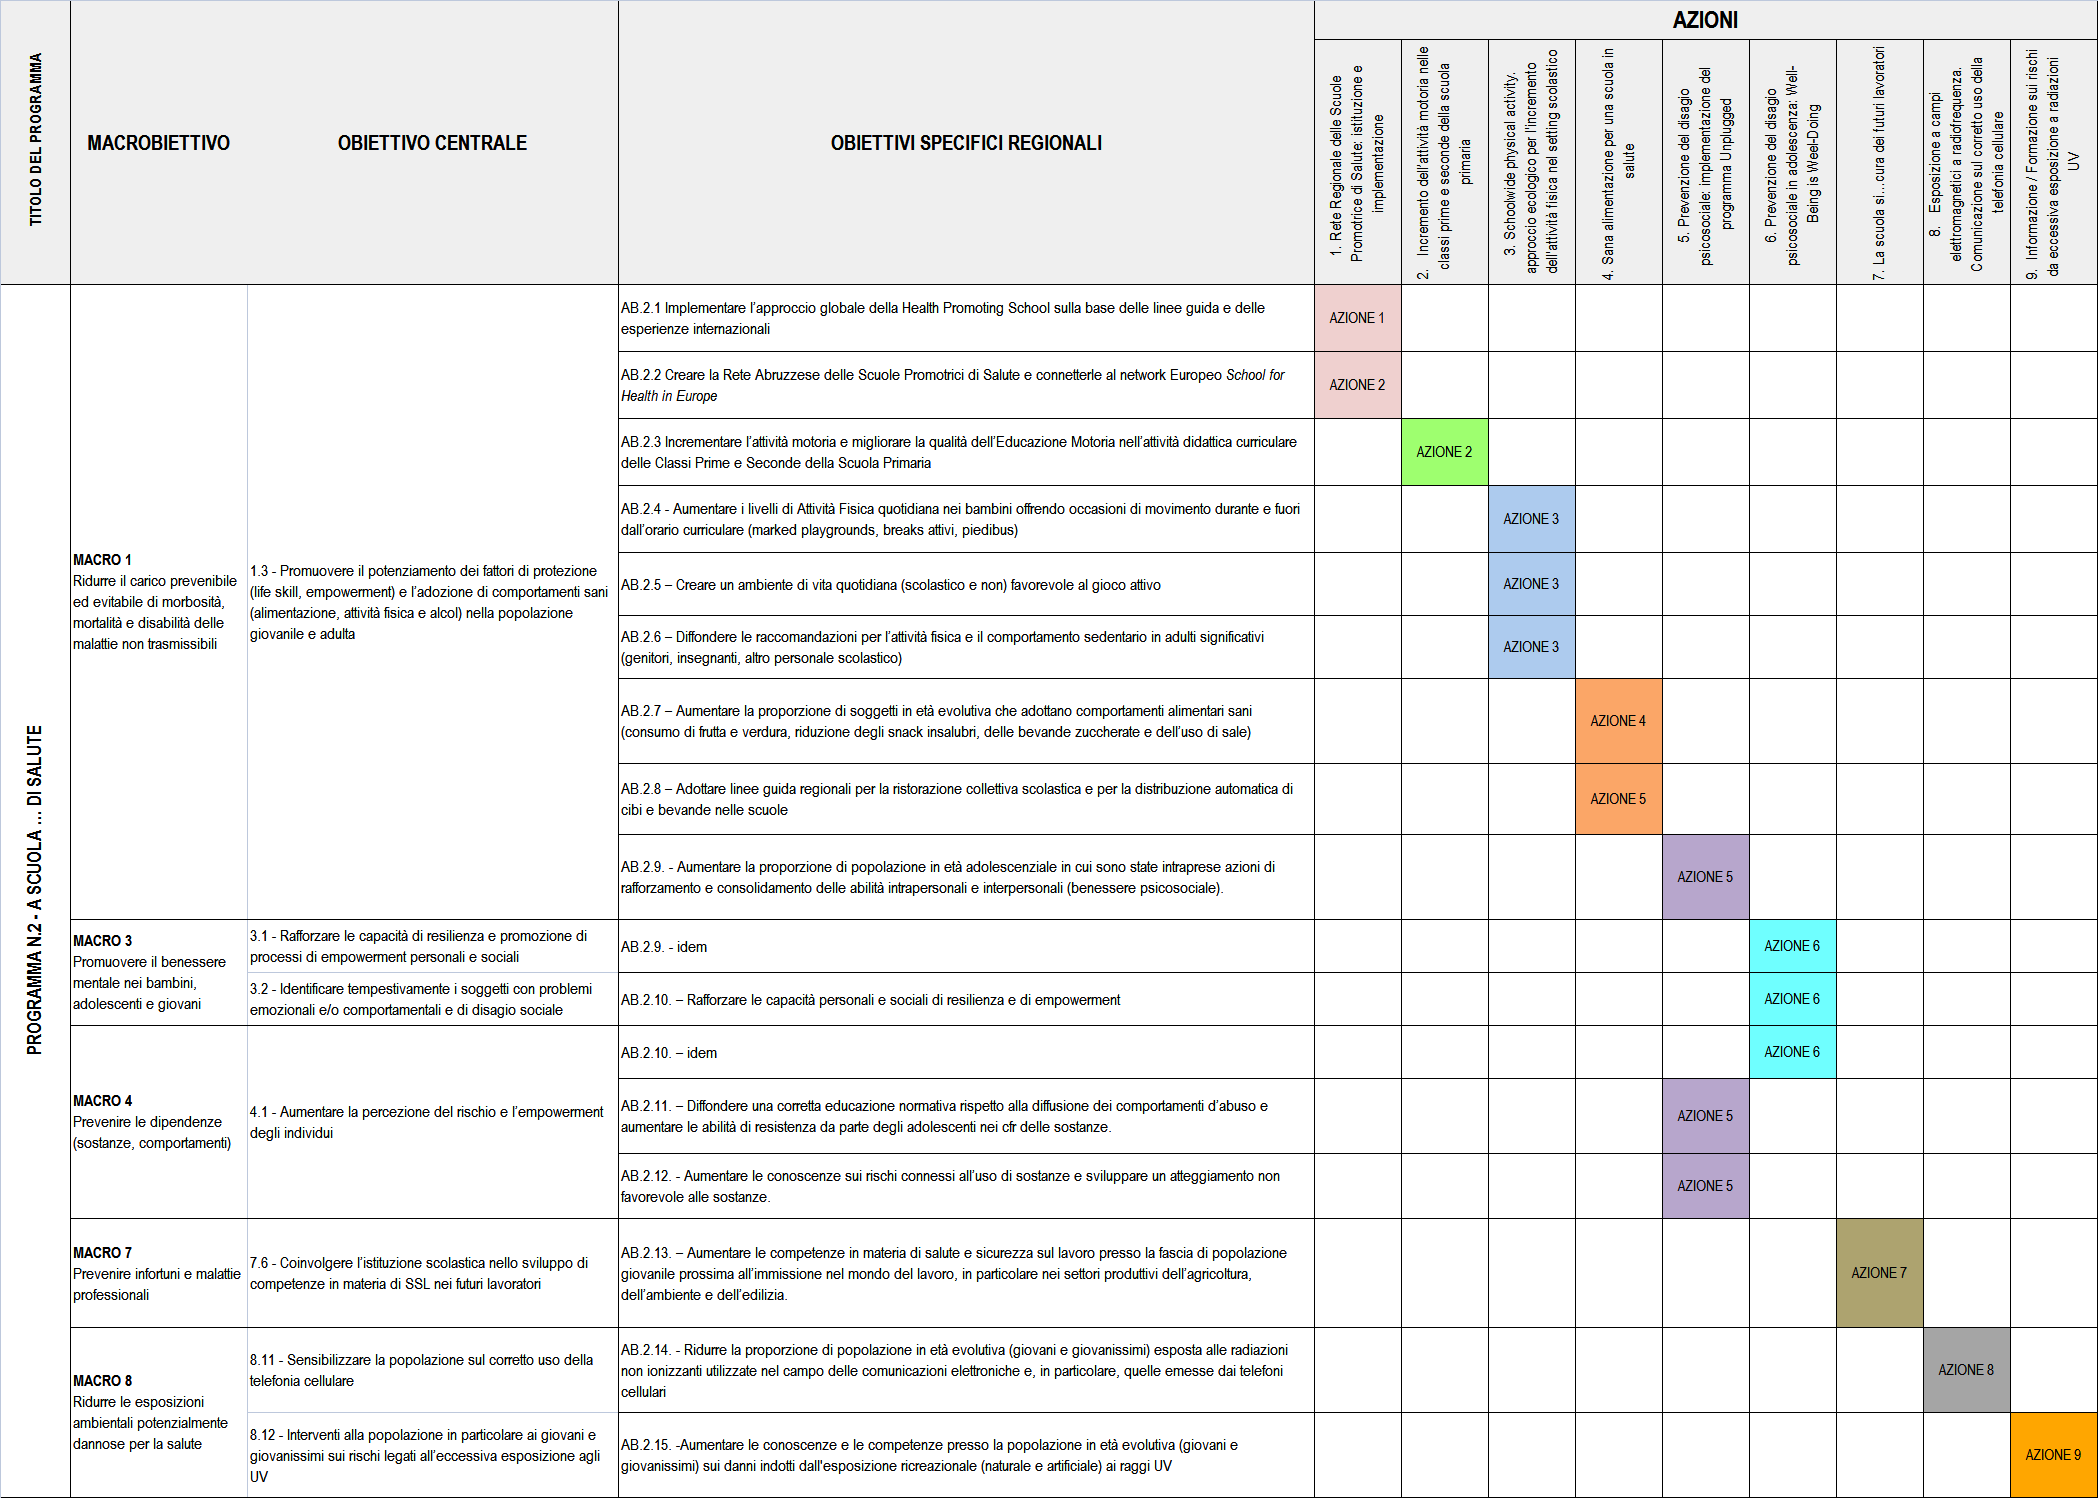 AZIONI
TITOLO DEL PROGRAMMA
MACROBIETTIVO
OBIETTIVO CENTRALE
OBIETTIVI SPECIFICI REGIONALI
1. Rete Regionale delle Scuole
Promotrice di Salute: istituzione e
implementazione
2. Incremento dell'attività motoria nelle
classi prime e seconde della scuola
primaria
3. Schoolwide physical activity.
approccio ecologico per l'incremento
dell'attività fisica nel setting scolastico
4. Sana alimentazione per una scuola in
salute
5. Prevenzione del disagio
psicosociale: implementazione del
programma Unplugged
6. Prevenzione del disagio
psicosociale in adolescenza: Well-
Being is Weel-Doing
7. La scuola si...cura dei futuri lavoratori
8. Esposizione a campi
elettromagnetici a radiofrequenza.
Comunicazione sul corretto uso della
telefonia cellulare
9. Informazione / Formazione sui rischi
da eccessiva esposizione a radiazioni
UV
PROGRAMMA N.2 - A SCUOLA ... DI SALUTE
MACRO 1
Ridurre il carico prevenibile
ed evitabile di morbosità,
mortalità e disabilità delle
malattie non trasmissibili
1.3 - Promuovere il potenziamento dei fattori di protezione
(life skill, empowerment) e l'adozione di comportamenti sani
(alimentazione, attività fisica e alcol) nella popolazione
giovanile e adulta
AB.2.1 Implementare l'approccio globale della Health Promoting School sulla base delle linee guida e delle
esperienze internazionali
AZIONE 1
AB.2.2 Creare la Rete Abruzzese delle Scuole Promotrici di Salute e connetterle al network Europeo School for
Health in Europe
AZIONE 2
AB.2.3 Incrementare l'attività motoria e migliorare la qualità dell'Educazione Motoria nell'attività didattica curriculare
delle Classi Prime e Seconde della Scuola Primaria
AZIONE 2
AB.2.4 - Aumentare i livelli di Attività Fisica quotidiana nei bambini offrendo occasioni di movimento durante e fuori
dall'orario curriculare (marked playgrounds, breaks attivi, piedibus)
AZIONE 3
AB.2.5 – Creare un ambiente di vita quotidiana (scolastico e non) favorevole al gioco attivo
AZIONE 3
AB.2.6 – Diffondere le raccomandazioni per l'attività fisica e il comportamento sedentario in adulti significativi
(genitori, insegnanti, altro personale scolastico)
AZIONE 3
AB.2.7 – Aumentare la proporzione di soggetti in età evolutiva che adottano comportamenti alimentari sani
(consumo di frutta e verdura, riduzione degli snack insalubri, delle bevande zuccherate e dell'uso di sale)
AZIONE 4
AB.2.8 – Adottare linee guida regionali per la ristorazione collettiva scolastica e per la distribuzione automatica di
cibi e bevande nelle scuole
AZIONE 5
AB.2.9. - Aumentare la proporzione di popolazione in età adolescenziale in cui sono state intraprese azioni di
rafforzamento e consolidamento delle abilità intrapersonali e interpersonali (benessere psicosociale).
AZIONE 5
MACRO 3
Promuovere il benessere
mentale nei bambini,
adolescenti e giovani
3.1 - Rafforzare le capacità di resilienza e promozione di
processi di empowerment personali e sociali
AB.2.9. - idem
AZIONE 6
3.2 - Identificare tempestivamente i soggetti con problemi
emozionali e/o comportamentali e di disagio sociale
AB.2.10. – Rafforzare le capacità personali e sociali di resilienza e di empowerment
AZIONE 6
MACRO 4
Prevenire le dipendenze
(sostanze, comportamenti)
4.1 - Aumentare la percezione del rischio e l'empowerment
degli individui
AB.2.10. – idem
AZIONE 6
AB.2.11. – Diffondere una corretta educazione normativa rispetto alla diffusione dei comportamenti d'abuso e
aumentare le abilità di resistenza da parte degli adolescenti nei cfr delle sostanze.
AZIONE 5
AB.2.12. - Aumentare le conoscenze sui rischi connessi all'uso di sostanze e sviluppare un atteggiamento non
favorevole alle sostanze.
AZIONE 5
MACRO 7
Prevenire infortuni e malattie
professionali
7.6 - Coinvolgere l'istituzione scolastica nello sviluppo di
competenze in materia di SSL nei futuri lavoratori
AB.2.13. – Aumentare le competenze in materia di salute e sicurezza sul lavoro presso la fascia di popolazione
giovanile prossima all'immissione nel mondo del lavoro, in particolare nei settori produttivi dell'agricoltura,
dell'ambiente e dell'edilizia.
AZIONE 7
MACRO 8
Ridurre le esposizioni
ambientali potenzialmente
dannose per la salute
8.11 - Sensibilizzare la popolazione sul corretto uso della
telefonia cellulare
AB.2.14. - Ridurre la proporzione di popolazione in età evolutiva (giovani e giovanissimi) esposta alle radiazioni
non ionizzanti utilizzate nel campo delle comunicazioni elettroniche e, in particolare, quelle emesse dai telefoni
cellulari
AZIONE 8
8.12 - Interventi alla popolazione in particolare ai giovani e
giovanissimi sui rischi legati all'eccessiva esposizione agli
UV
AB.2.15. -Aumentare le conoscenze e le competenze presso la popolazione in età evolutiva (giovani e
giovanissimi) sui danni indotti dall'esposizione ricreazionale (naturale e artificiale) ai raggi UV
AZIONE 9